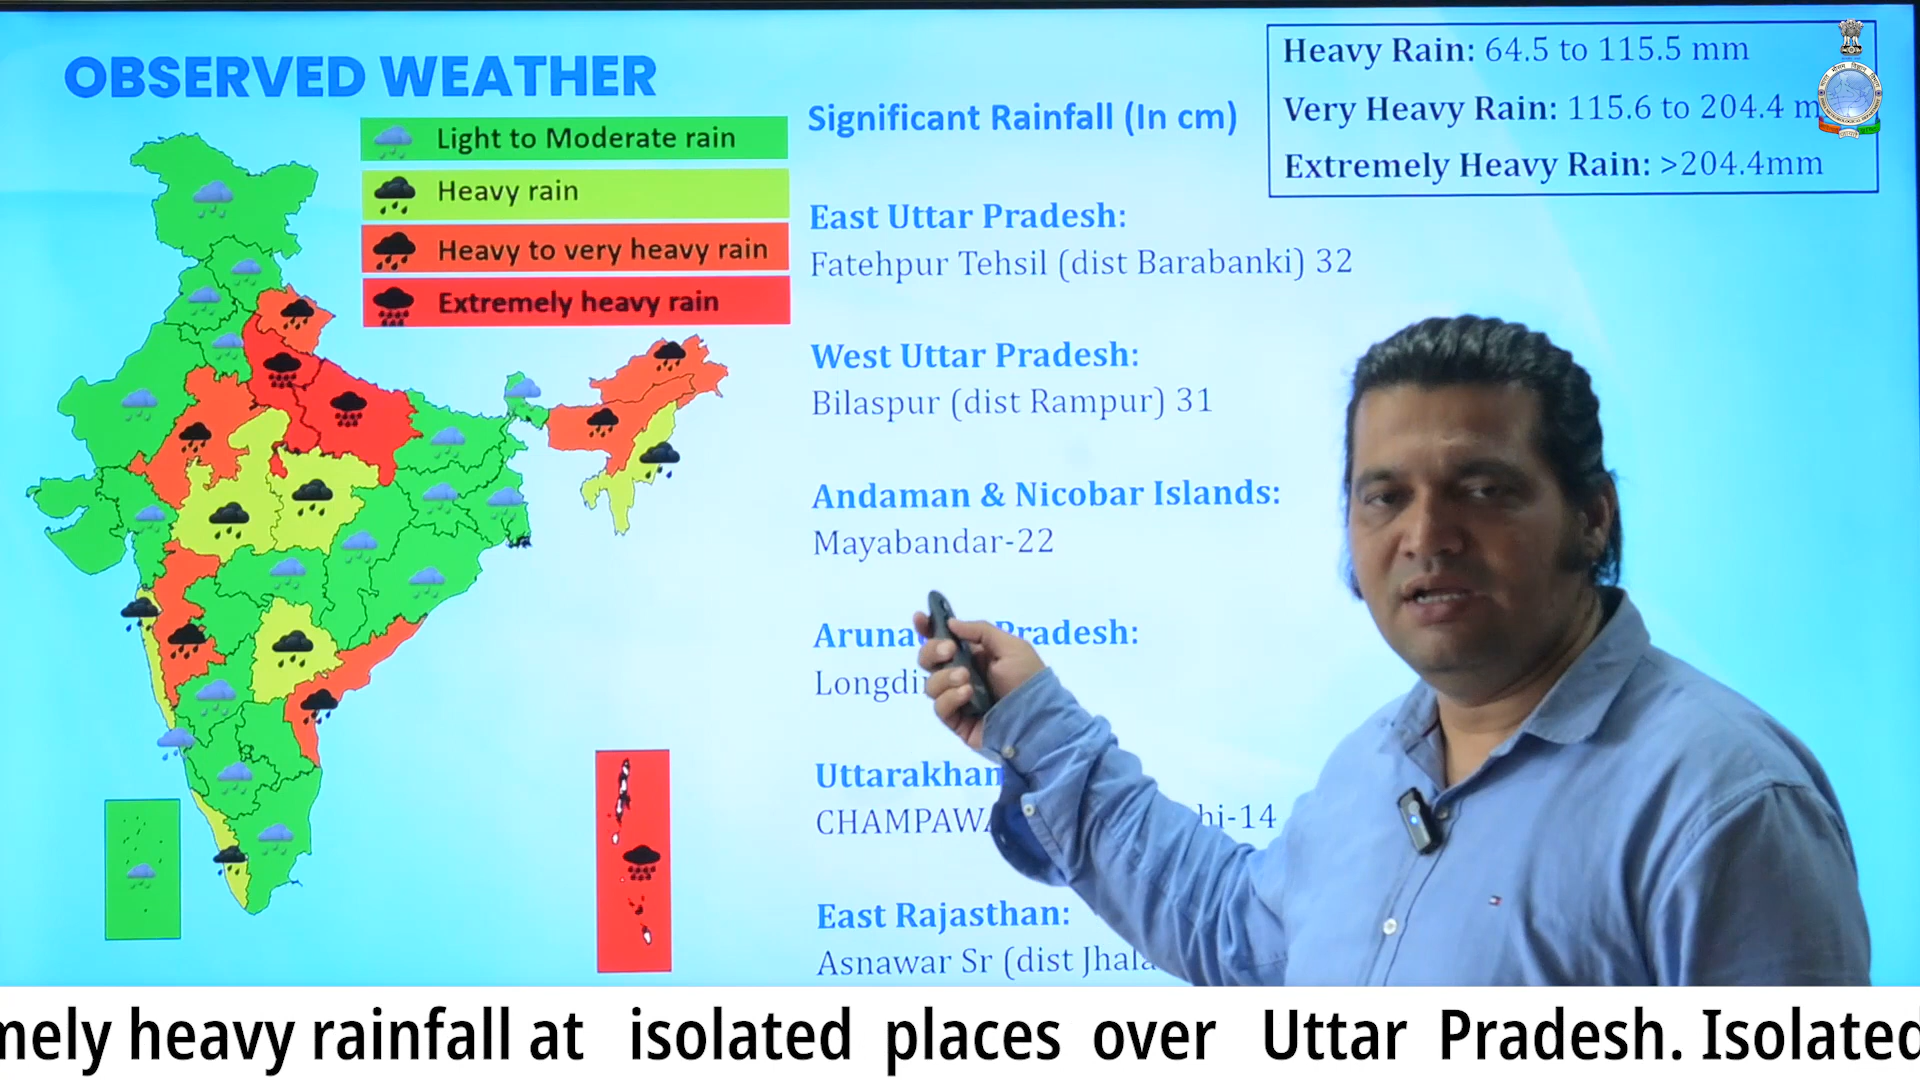 OBSERVED WEATHER
Light to Moderate rain
Heavy rain
Heavy to very heavy rain
Extremely heavy rain
Significant Rainfall (In cm)
Heavy Rain: 64.5 to 115.5 mm
Very Heavy Rain: 115.6 to 204.4 m
Extremely Heavy Rain: >204.4mm
East Uttar Pradesh:
Fatehpur Tehsil (dist Barabanki) 32
West Uttar Pradesh:
Bilaspur (dist Rampur) 31
Andaman & Nicobar Islands:
Mayabandar-22
Pradesh:
Uttarakhan
CHAMPAWA hi-14
East Rajasthan:
Asnawar Sr (dist Jhala
mely heavy rainfall at isolated places over Uttar Pradesh. Isolated